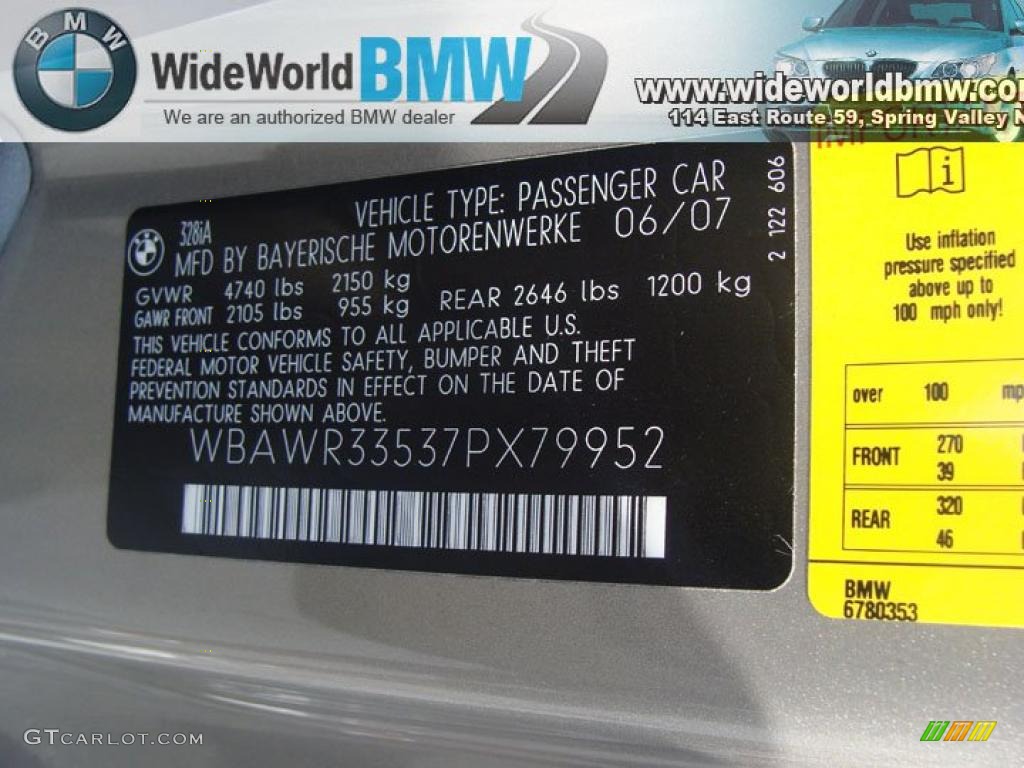 BMW
WideWorld BMW
We are an authorized BMW dealer
www.wideworldbmw.co
114 East Route 59, Spring Valley N
328iA
VEHICLE TYPE: PASSENGER CAR
MFD BY BAYERISCHE MOTORENWERKE 06/07
GVWR 4740 lbs 2150 kg
GAWR FRONT 2105 lbs 955 kg REAR 2646 lbs 1200 kg
THIS VEHICLE CONFORMS TO ALL APPLICABLE U.S.
FEDERAL MOTOR VEHICLE SAFETY, BUMPER AND THEFT
PREVENTION STANDARDS IN EFFECT ON THE DATE OF
MANUFACTURE SHOWN ABOVE.
WBAWR33537PX79952
2 122 606
i
Use inflation
pressure specified
above up to
100 mph only!
over 100 mp
FRONT 270
39
REAR 320
46
BMW
6780353
GTCARLOT.COM